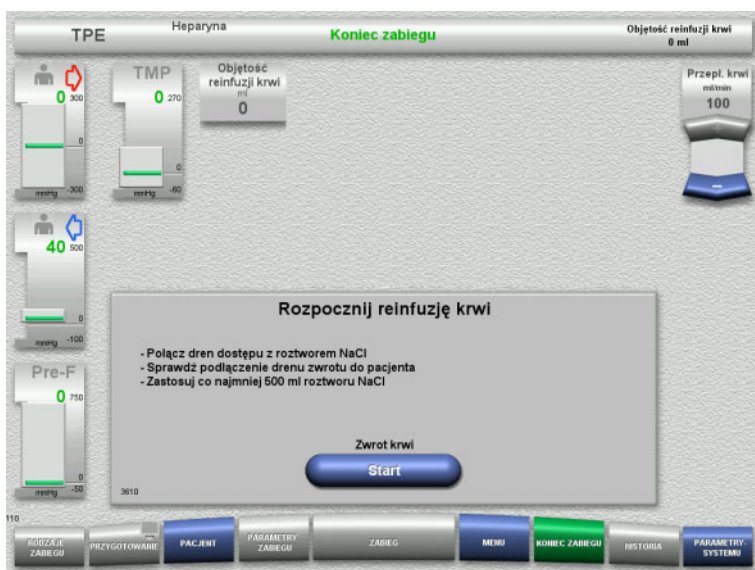 TPE
Heparyna
Koniec zabiegu
Objętość reinfuzji krwi
0 ml
0
300
0
-300
mmHg
TMP
0
270
0
-60
mmHg
Objętość
reinfuzji krwi
ml
0
Przepł. krwi
ml/min
100
+
-
40
500
0
-100
mmHg
Pre-F
0
750
0
-50
mmHg
Rozpocznij reinfuzję krwi
- Połącz dren dostępu z roztworem NaCl
- Sprawdź podłączenie drenu zwrotu do pacjenta
- Zastosuj co najmniej 500 ml roztworu NaCl
Zwrot krwi
Start
3610
110
RODZAJE
ZABIEGU
PRZYGOTOWANIE
PACJENT
PARAMETRY
ZABIEGU
ZABIEG
MENU
KONIEC ZABIEGU
HISTORIA
PARAMETRY-
SYSTEMU